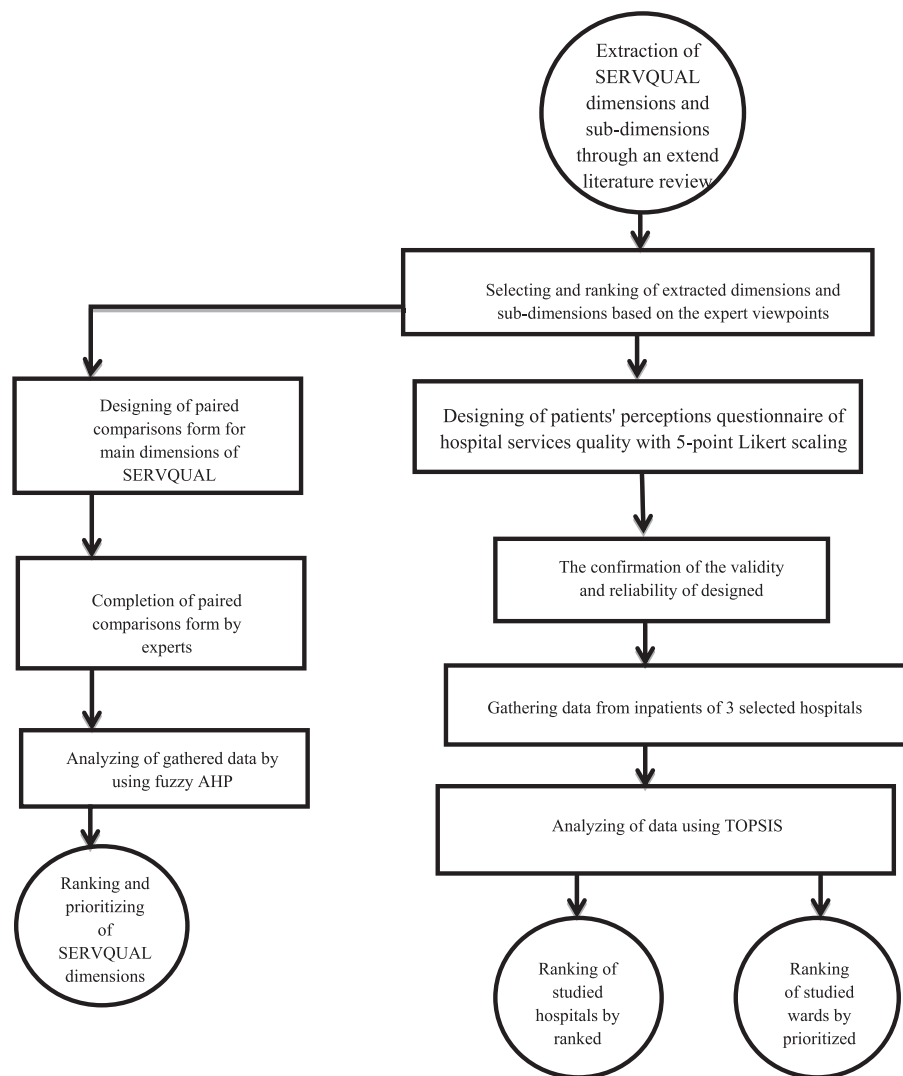 Extraction of
SERVQUAL
dimensions and
sub-dimensions
through an extend
literature review
Selecting and ranking of extracted dimensions and
sub-dimensions based on the expert viewpoints
Designing of paired
comparisons form for
main dimensions of
SERVQUAL
Designing of patients' perceptions questionnaire of
hospital services quality with 5-point Likert scaling
Completion of paired
comparisons form by
experts
The confirmation of the validity
and reliability of designed
Gathering data from inpatients of 3 selected hospitals
Analyzing of gathered data by
using fuzzy AHP
Analyzing of data using TOPSIS
Ranking and
prioritizing
of
SERVQUAL
dimensions
Ranking of
studied
hospitals by
ranked
Ranking
of studied
wards by
prioritized